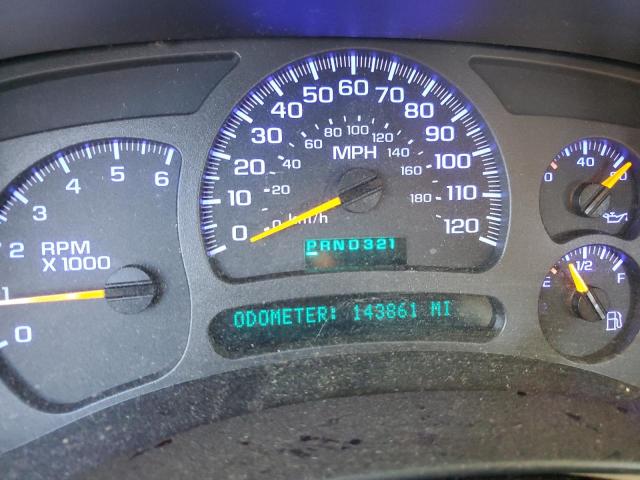 0 1 2 3 4 5 6
RPM
X 1000
0 10 20 30 40 50 60 70 80 90 100 110 120
0 20 40 60 80 100 120 140 160 180
MPH
km/h
PRND321
ODOMETER: 143861 MI
0 40 80
E 1/2 F